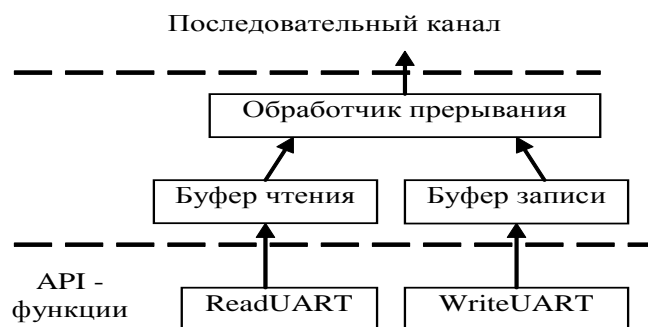 Последовательный канал
Обработчик прерывания
Буфер чтения
Буфер записи
API -
функции
ReadUART
WriteUART